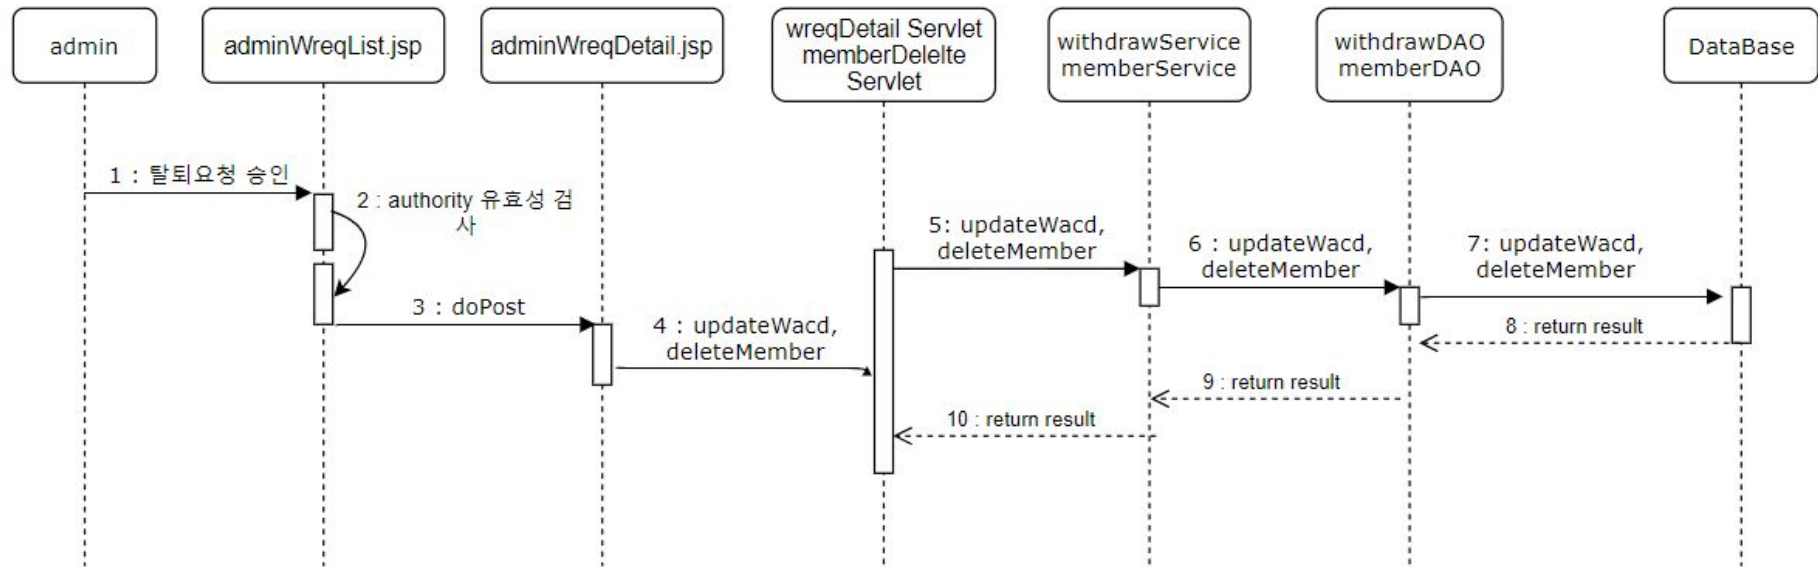 admin
adminWreqList.jsp
adminWreqDetail.jsp
wreqDetail Servlet
memberDelelte
Servlet
withdrawService
memberService
withdrawDAO
memberDAO
DataBase
1 : 탈퇴요청 승인
2 : authority 유효성 검
사
3 : doPost
4 : updateWacd,
deleteMember
5: updateWacd,
deleteMember
6 : updateWacd,
deleteMember
7: updateWacd,
deleteMember
8 : return result
9 : return result
10 : return result